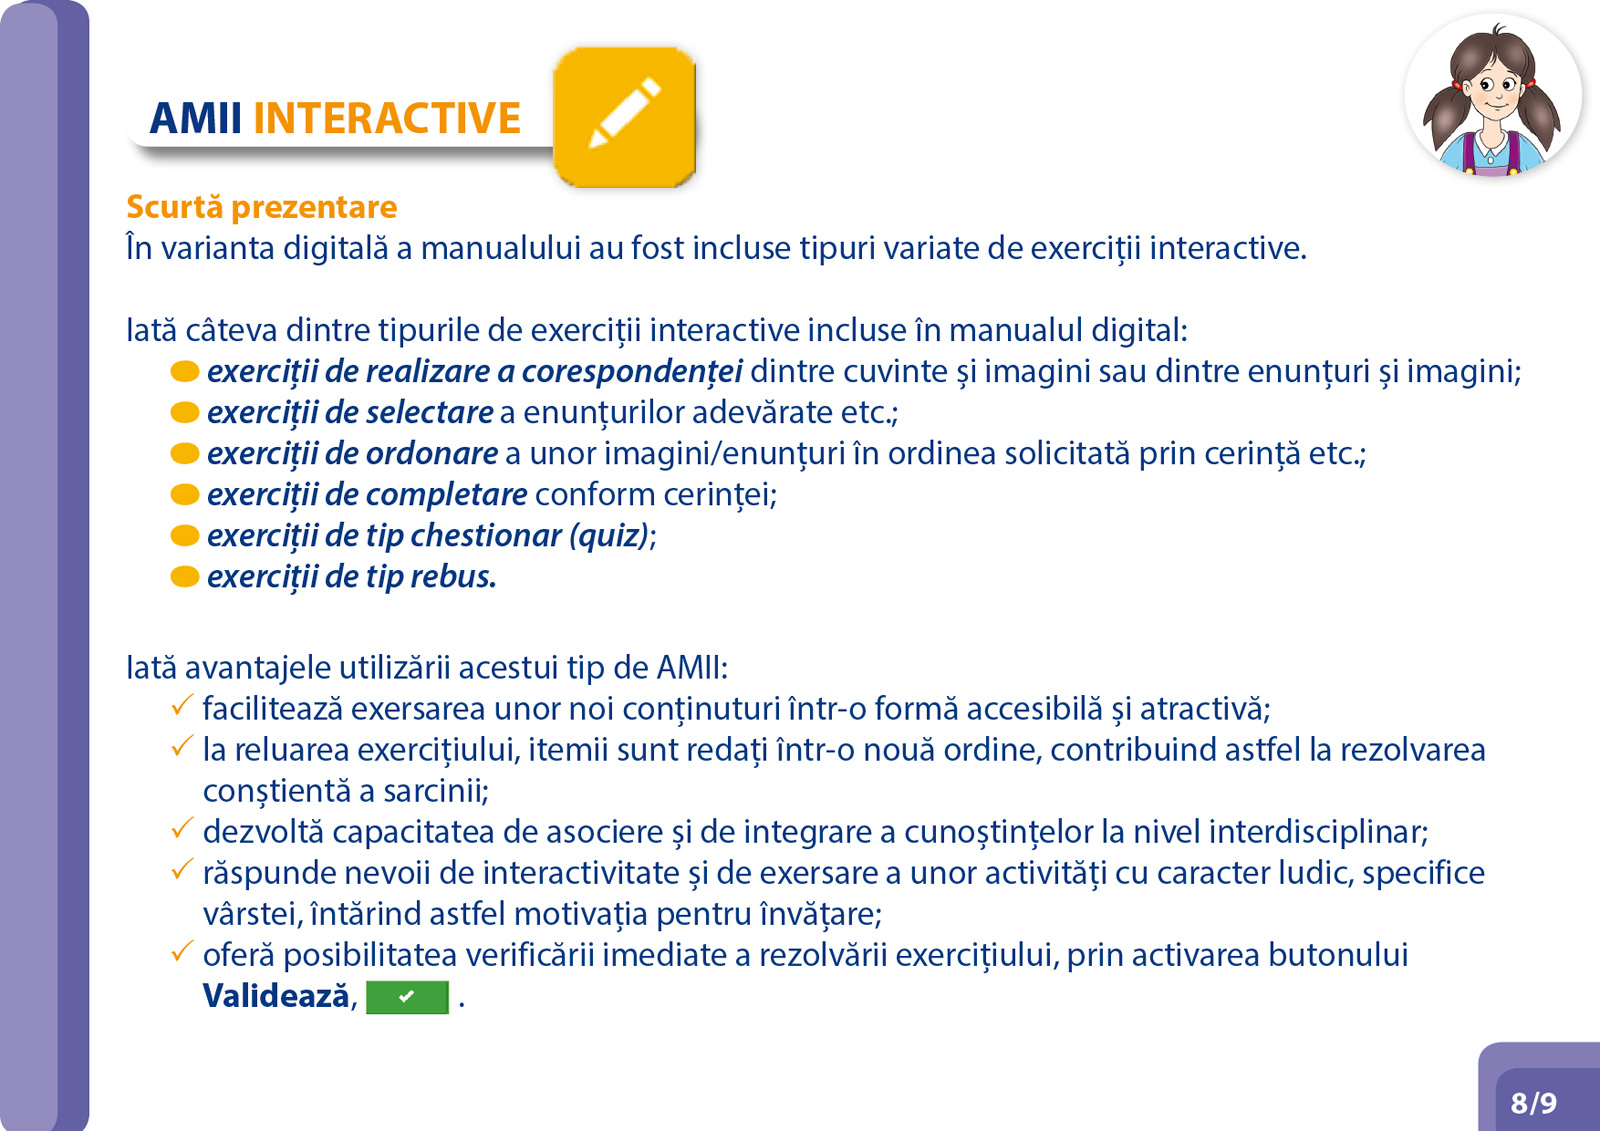 AMII INTERACTIVE
Scurtă prezentare
În varianta digitală a manualului au fost incluse tipuri variate de exerciții interactive.
Iată câteva dintre tipurile de exerciții interactive incluse în manualul digital:
exerciții de realizare a corespondenței dintre cuvinte și imagini sau dintre enunțuri și imagini;
exerciții de selectare a enunțurilor adevărate etc.;
exerciții de ordonare a unor imagini/enunțuri în ordinea solicitată prin cerință etc.;
exerciții de completare conform cerinței;
exerciții de tip chestionar (quiz);
exerciții de tip rebus.
Iată avantajele utilizării acestui tip de AMII:
✓ facilitează exersarea unor noi conținuturi într-o formă accesibilă și atractivă;
✓ la reluarea exercițiului, itemii sunt redați într-o nouă ordine, contribuind astfel la rezolvarea
conștientă a sarcinii;
✓ dezvoltă capacitatea de asociere și de integrare a cunoștințelor la nivel interdisciplinar;
✓ răspunde nevoii de interactivitate și de exersare a unor activități cu caracter ludic, specifice
vârstei, întărind astfel motivația pentru învățare;
✓ oferă posibilitatea verificării imediate a rezolvării exercițiului, prin activarea butonului
Validează, ✓ .
8/9